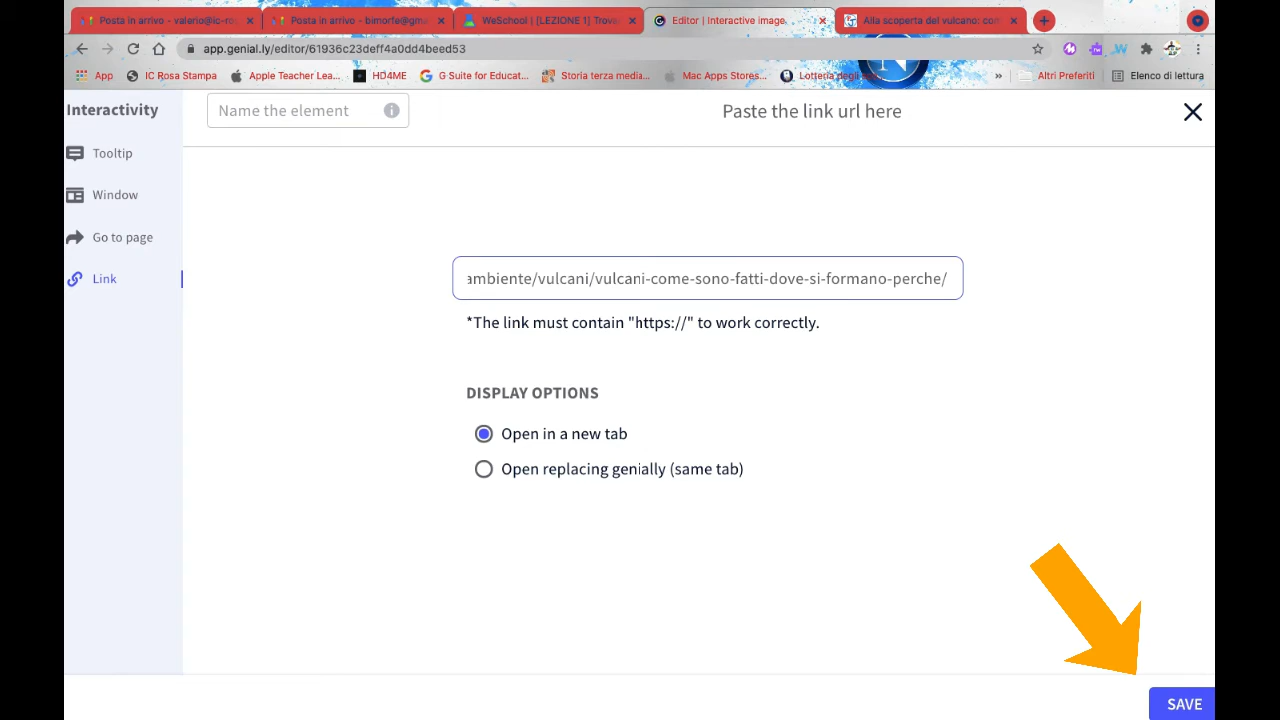 Posta in arrivo - valerio@ic-ro
Posta in arrivo - bimorfe@gma
WeSchool | [LEZIONE 1] Trova
Editor | Interactive image
Alla scoperta del vulcano: com
app.genial.ly/editor/61936c23deff4a0dd4beed53
App
IC Rosa Stampa
Apple Teacher Lea...
HD4ME
G Suite for Educat...
Storia terza media...
Mac Apps Stores...
Lotteria degli
»
Altri Preferiti
Elenco di lettura
Interactivity
Name the element
Paste the link url here
Tooltip
Window
Go to page
Link
ambiente/vulcani/vulcani-come-sono-fatti-dove-si-formano-perche/
*The link must contain "https://" to work correctly.
DISPLAY OPTIONS
Open in a new tab
Open replacing genially (same tab)
SAVE